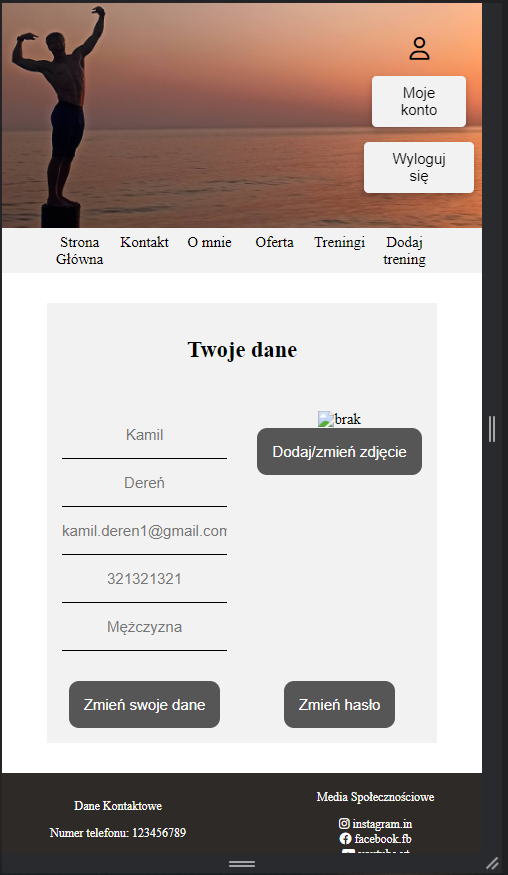 Moje
konto
Wyloguj
się
Strona
Główna
Kontakt
O mnie
Oferta
Treningi
Dodaj
trening
Twoje dane
brak
Kamil
Dodaj/zmień zdjęcie
Dereń
kamil.deren1@gmail.com
321321321
Mężczyzna
Zmień swoje dane
Zmień hasło
Dane Kontaktowe
Numer telefonu: 123456789
Media Społecznościowe
instagram.in
facebook.fb